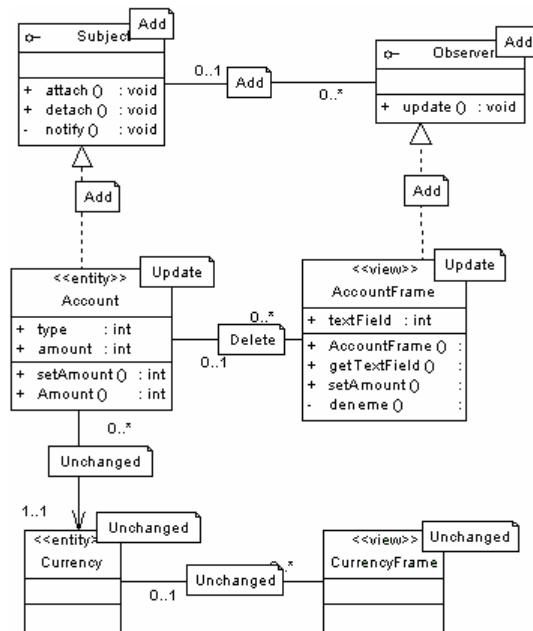 Subject
Add
+ attach () : void
+ detach () : void
- notify () : void
0..1
Add
0..*
Observer
Add
+ update () : void
Add
Add
<<entity>>
Account
Update
+ type : int
+ amount : int
+ setAmount () : int
+ Amount () : int
0..1
Delete
0..*
<<view>>
AccountFrame
Update
+ textField : int
+ AccountFrame () :
+ getTextField () :
+ setAmount () :
- deneme () :
0..*
Unchanged
1..1
<<entity>>
Currency
Unchanged
0..1
Unchanged
0..*
<<view>>
CurrencyFrame
Unchanged